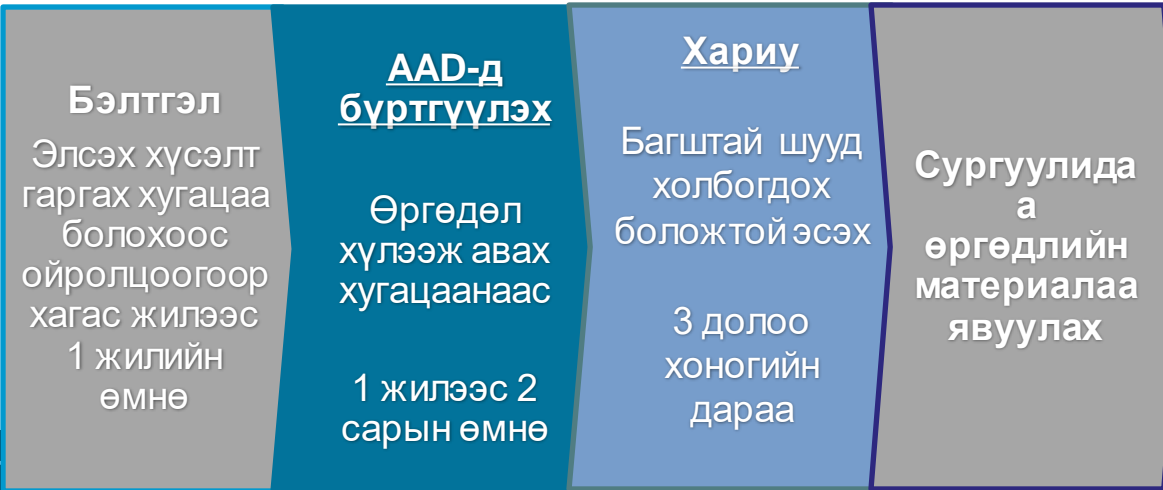 Бэлтгэл
Элсэх хүсэлт
гаргах хугацаа
болохоос
ойролцоогоор
хагас жилээс
1 жилийн
өмнө
AAD-д
бүртгүүлэх
Өргөдөл
хүлээж авах
хугацаанаас
1 жилээс 2
сарын өмнө
Хариу
Багштай шууд
холбогдох
боложтой эсэх
3 долоо
хоногийн
дараа
Сургуулида
а
өргөдлийн
материалаа
явуулах